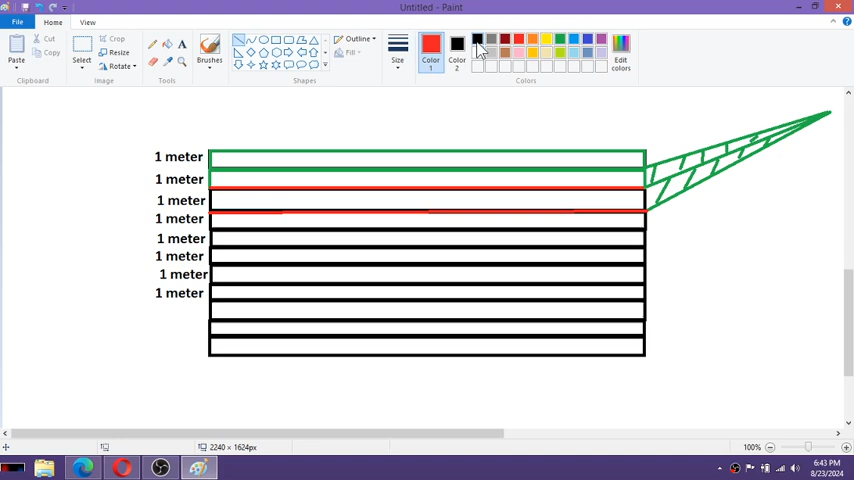 Untitled - Paint
File
Home
View
Paste
Cut
Copy
Clipboard
Select
Crop
Resize
Rotate
Image
Tools
Brushes
Shapes
Outline
Fill
Size
Color
1
Color
2
Edit
colors
Colors
1 meter
1 meter
1 meter
1 meter
1 meter
1 meter
1 meter
1 meter
2240 × 1624px
100%
6:43 PM
8/23/2024